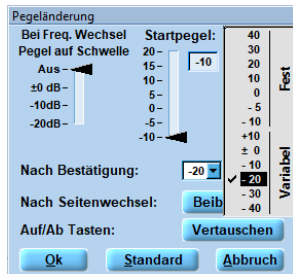 Pegeländerung
Bei Freq. Wechsel
Pegel auf Schwelle
Aus -
±0 dB -
-10dB -
-20dB -
Startpegel:
20 -
15 -
10 -
5 -
0 -
-5 -
-10 -
-10
Nach Bestätigung:
-20
Nach Seitenwechsel:
Beib
Auf/Ab Tasten:
Vertauschen
Ok
Standard
Abbruch
40
30
20
10
0
- 5
- 10
+10
± 0
- 10
✓ - 20
- 30
- 40
Fest
Variabel